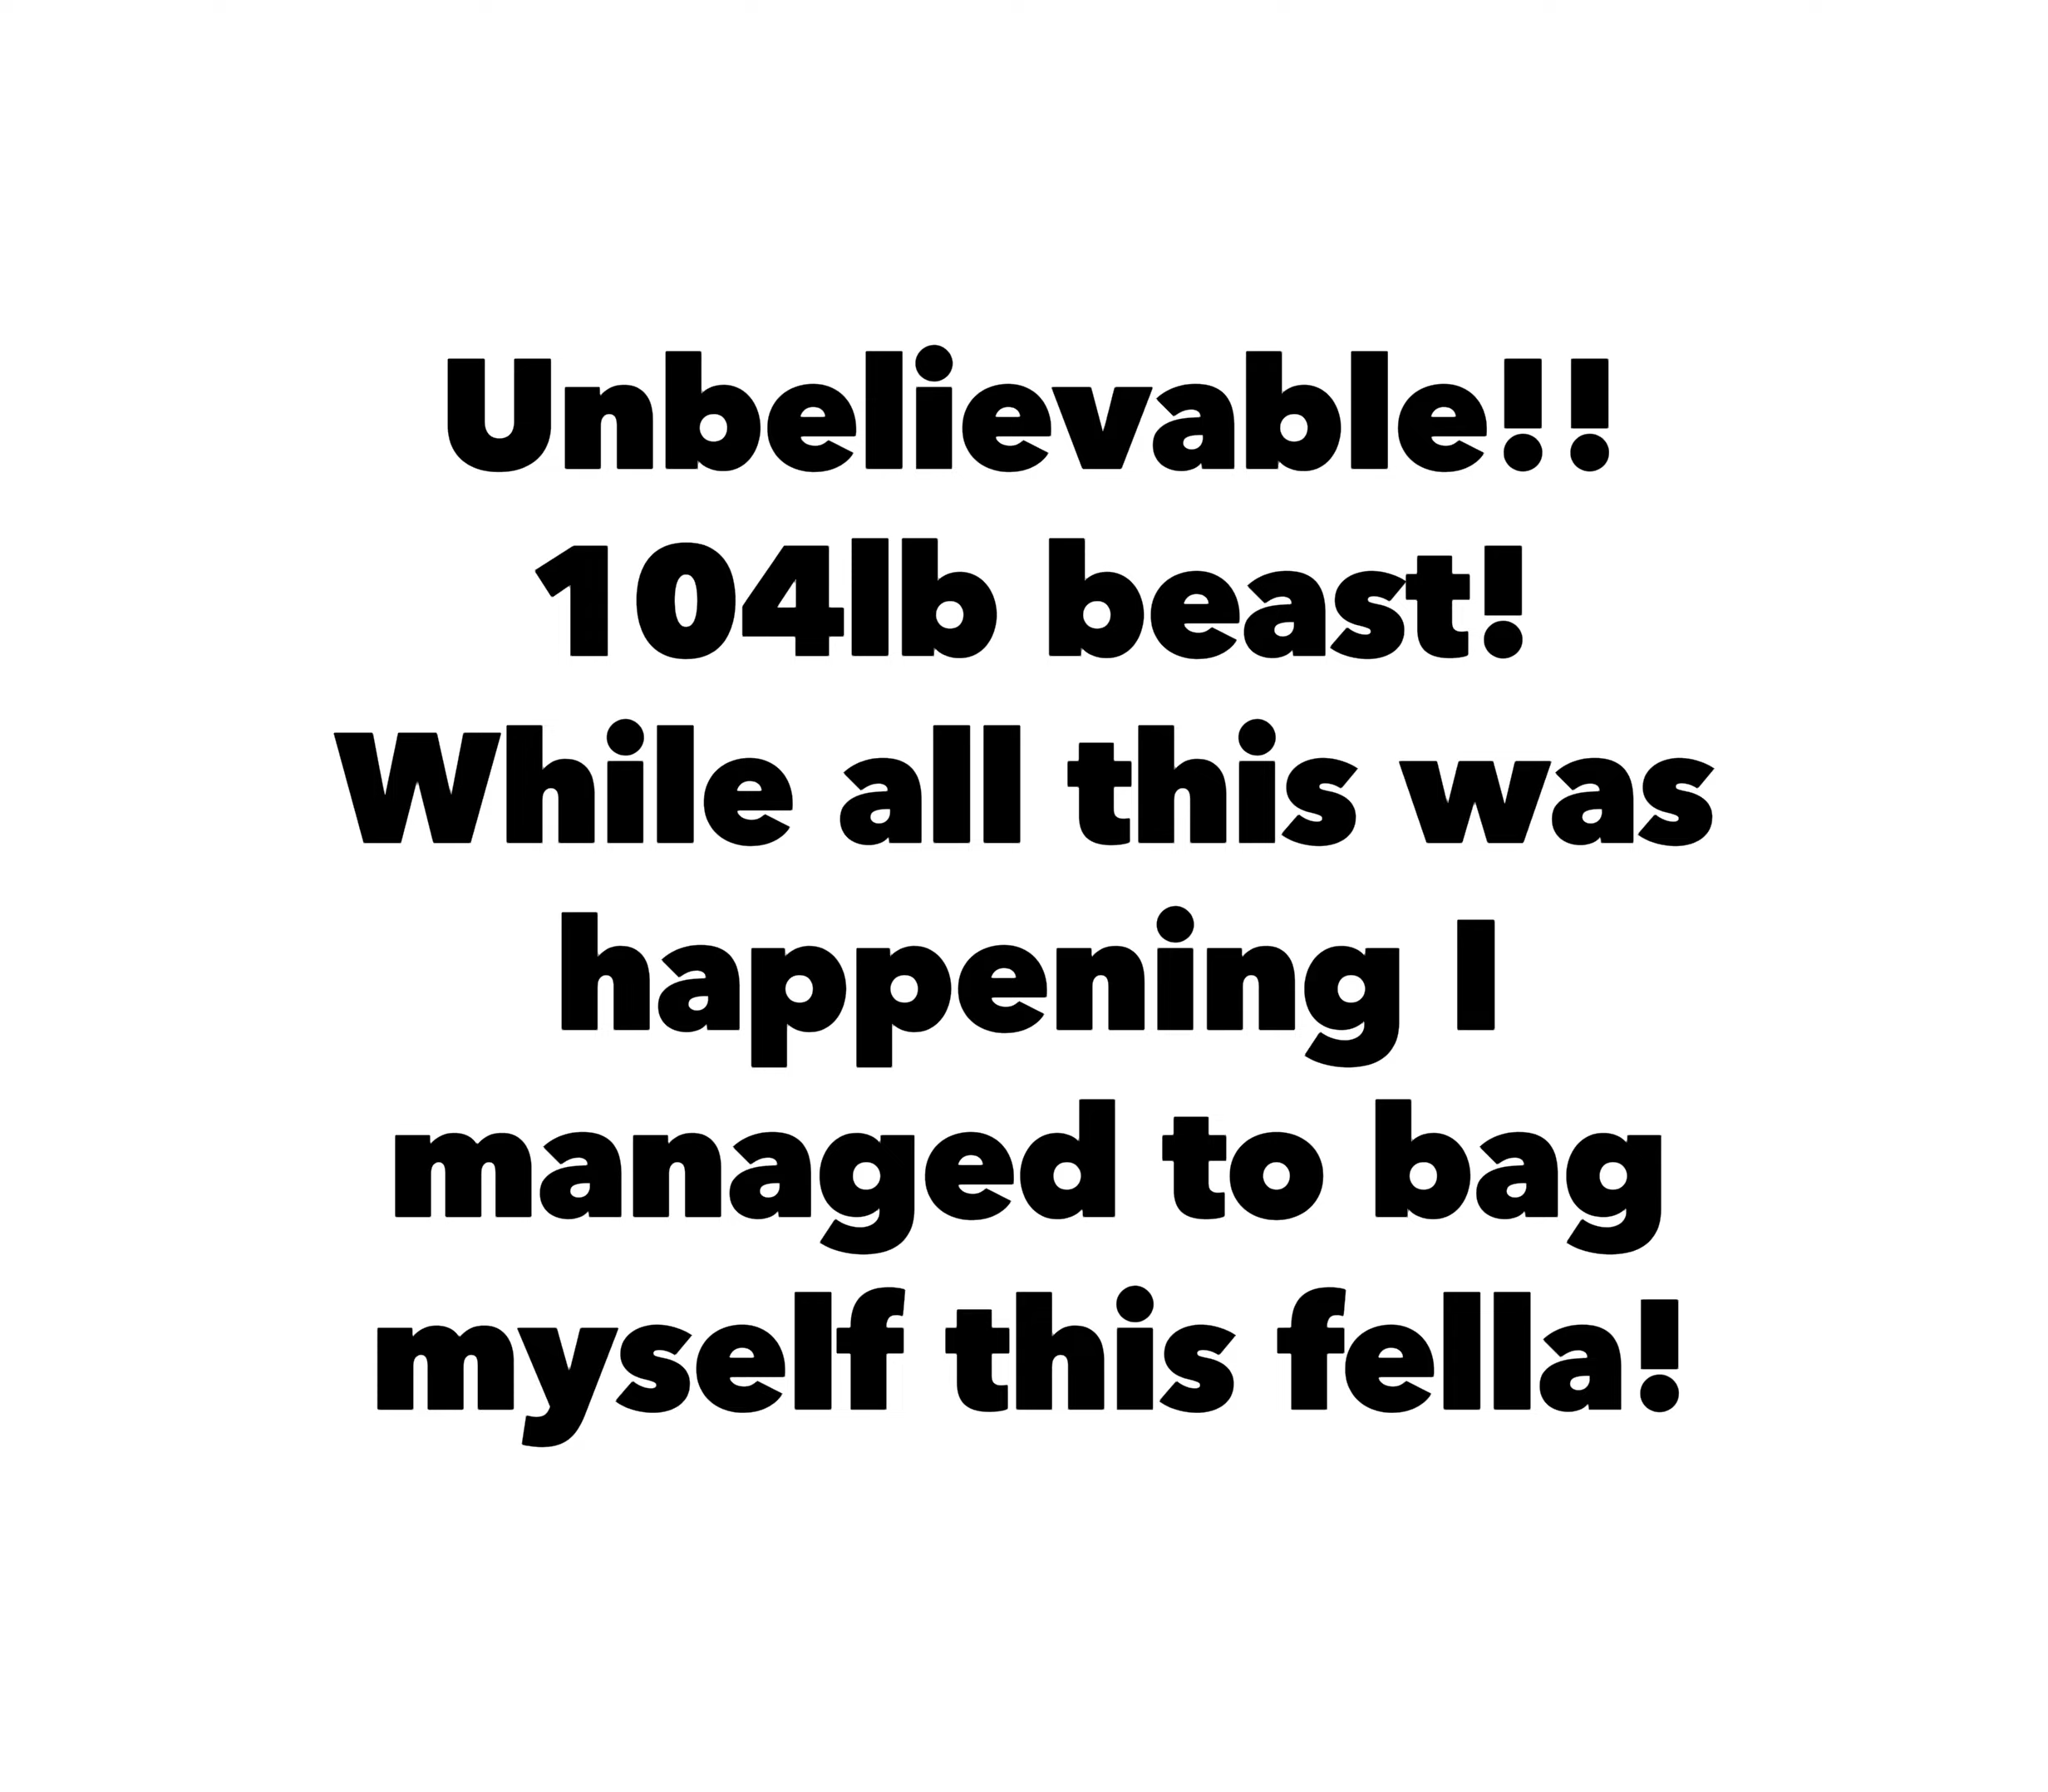 Unbelievable!!
104lb beast!
While all this was
happening I
managed to bag
myself this fella!